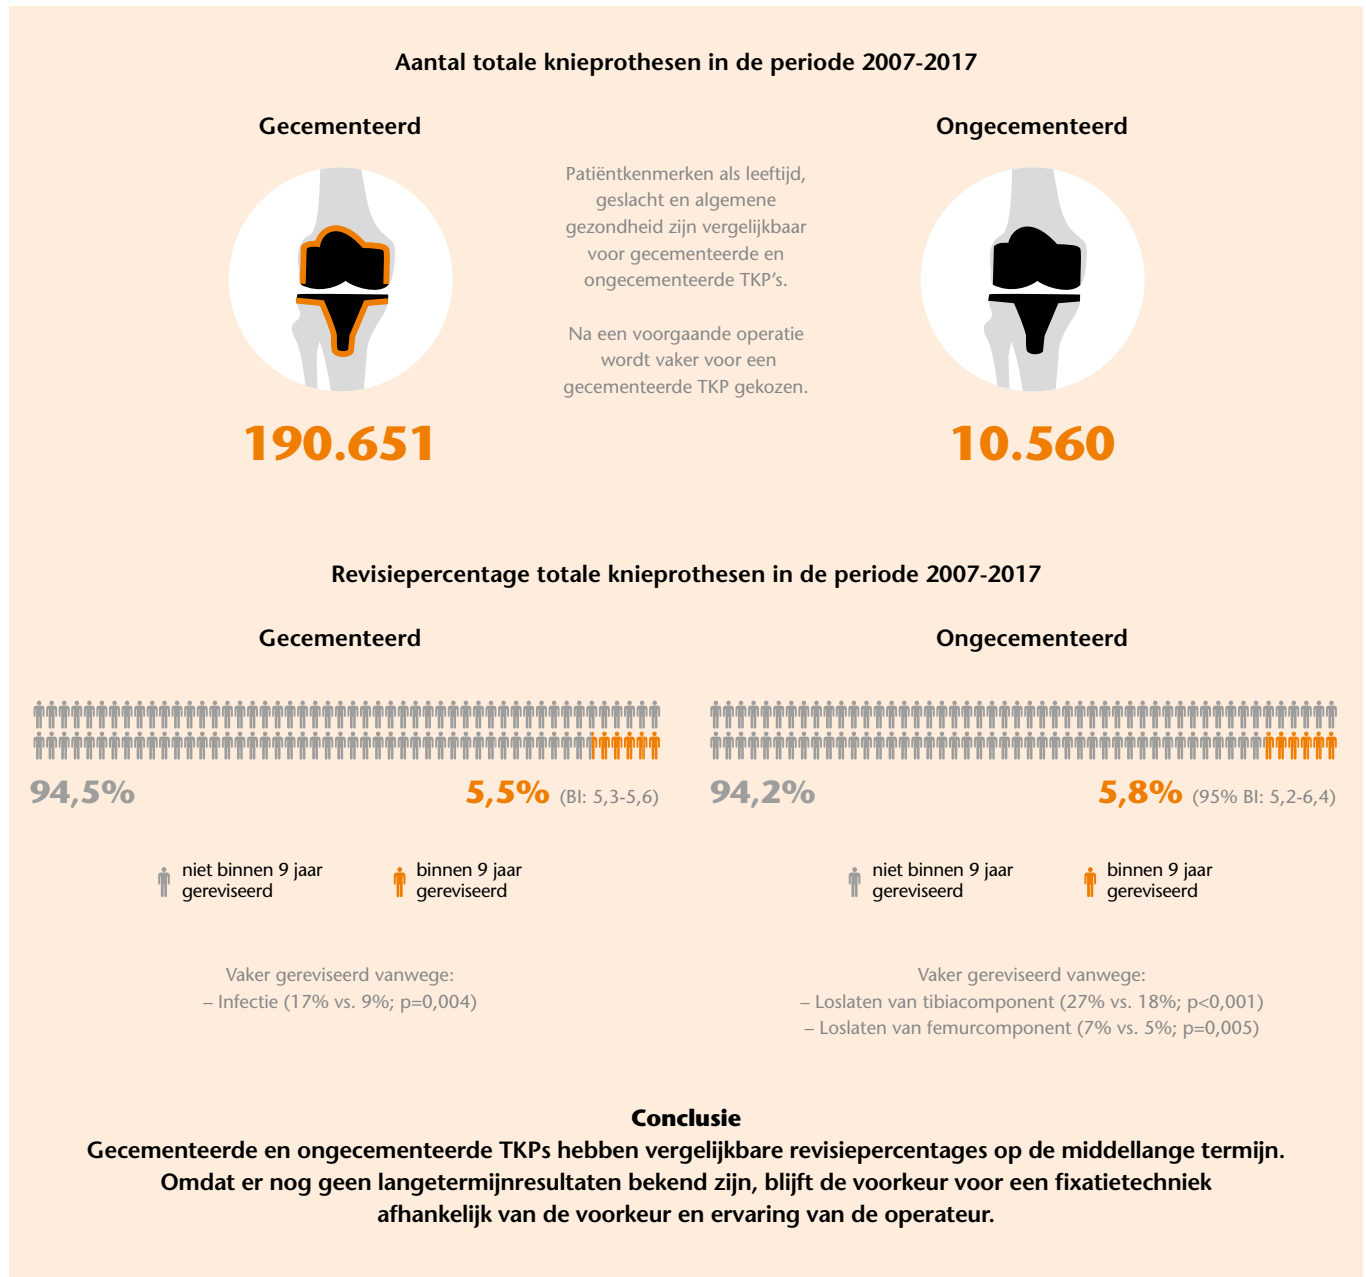 Aantal totale knieprothesen in de periode 2007-2017
Gecementeerd
Ongecementeerd
Patiëntkenmerken als leeftijd,
geslacht en algemene
gezondheid zijn vergelijkbaar
voor gecementeerde en
ongecementeerde TKP’s.
Na een voorgaande operatie
wordt vaker voor een
gecementeerde TKP gekozen.
190.651
10.560
Revisiepercentage totale knieprothesen in de periode 2007-2017
Gecementeerd
94,5%
5,5% (BI: 5,3-5,6)
niet binnen 9 jaar
gereviseerd
binnen 9 jaar
gereviseerd
Vaker gereviseerd vanwege:
– Infectie (17% vs. 9%; p=0,004)
Ongecementeerd
94,2%
5,8% (95% BI: 5,2-6,4)
niet binnen 9 jaar
gereviseerd
binnen 9 jaar
gereviseerd
Vaker gereviseerd vanwege:
– Loslaten van tibiacomponent (27% vs. 18%; p<0,001)
– Loslaten van femurcomponent (7% vs. 5%; p=0,005)
Conclusie
Gecementeerde en ongecementeerde TKPs hebben vergelijkbare revisiepercentages op de middellange termijn.
Omdat er nog geen langetermijnresultaten bekend zijn, blijft de voorkeur voor een fixatietechniek
afhankelijk van de voorkeur en ervaring van de operateur.